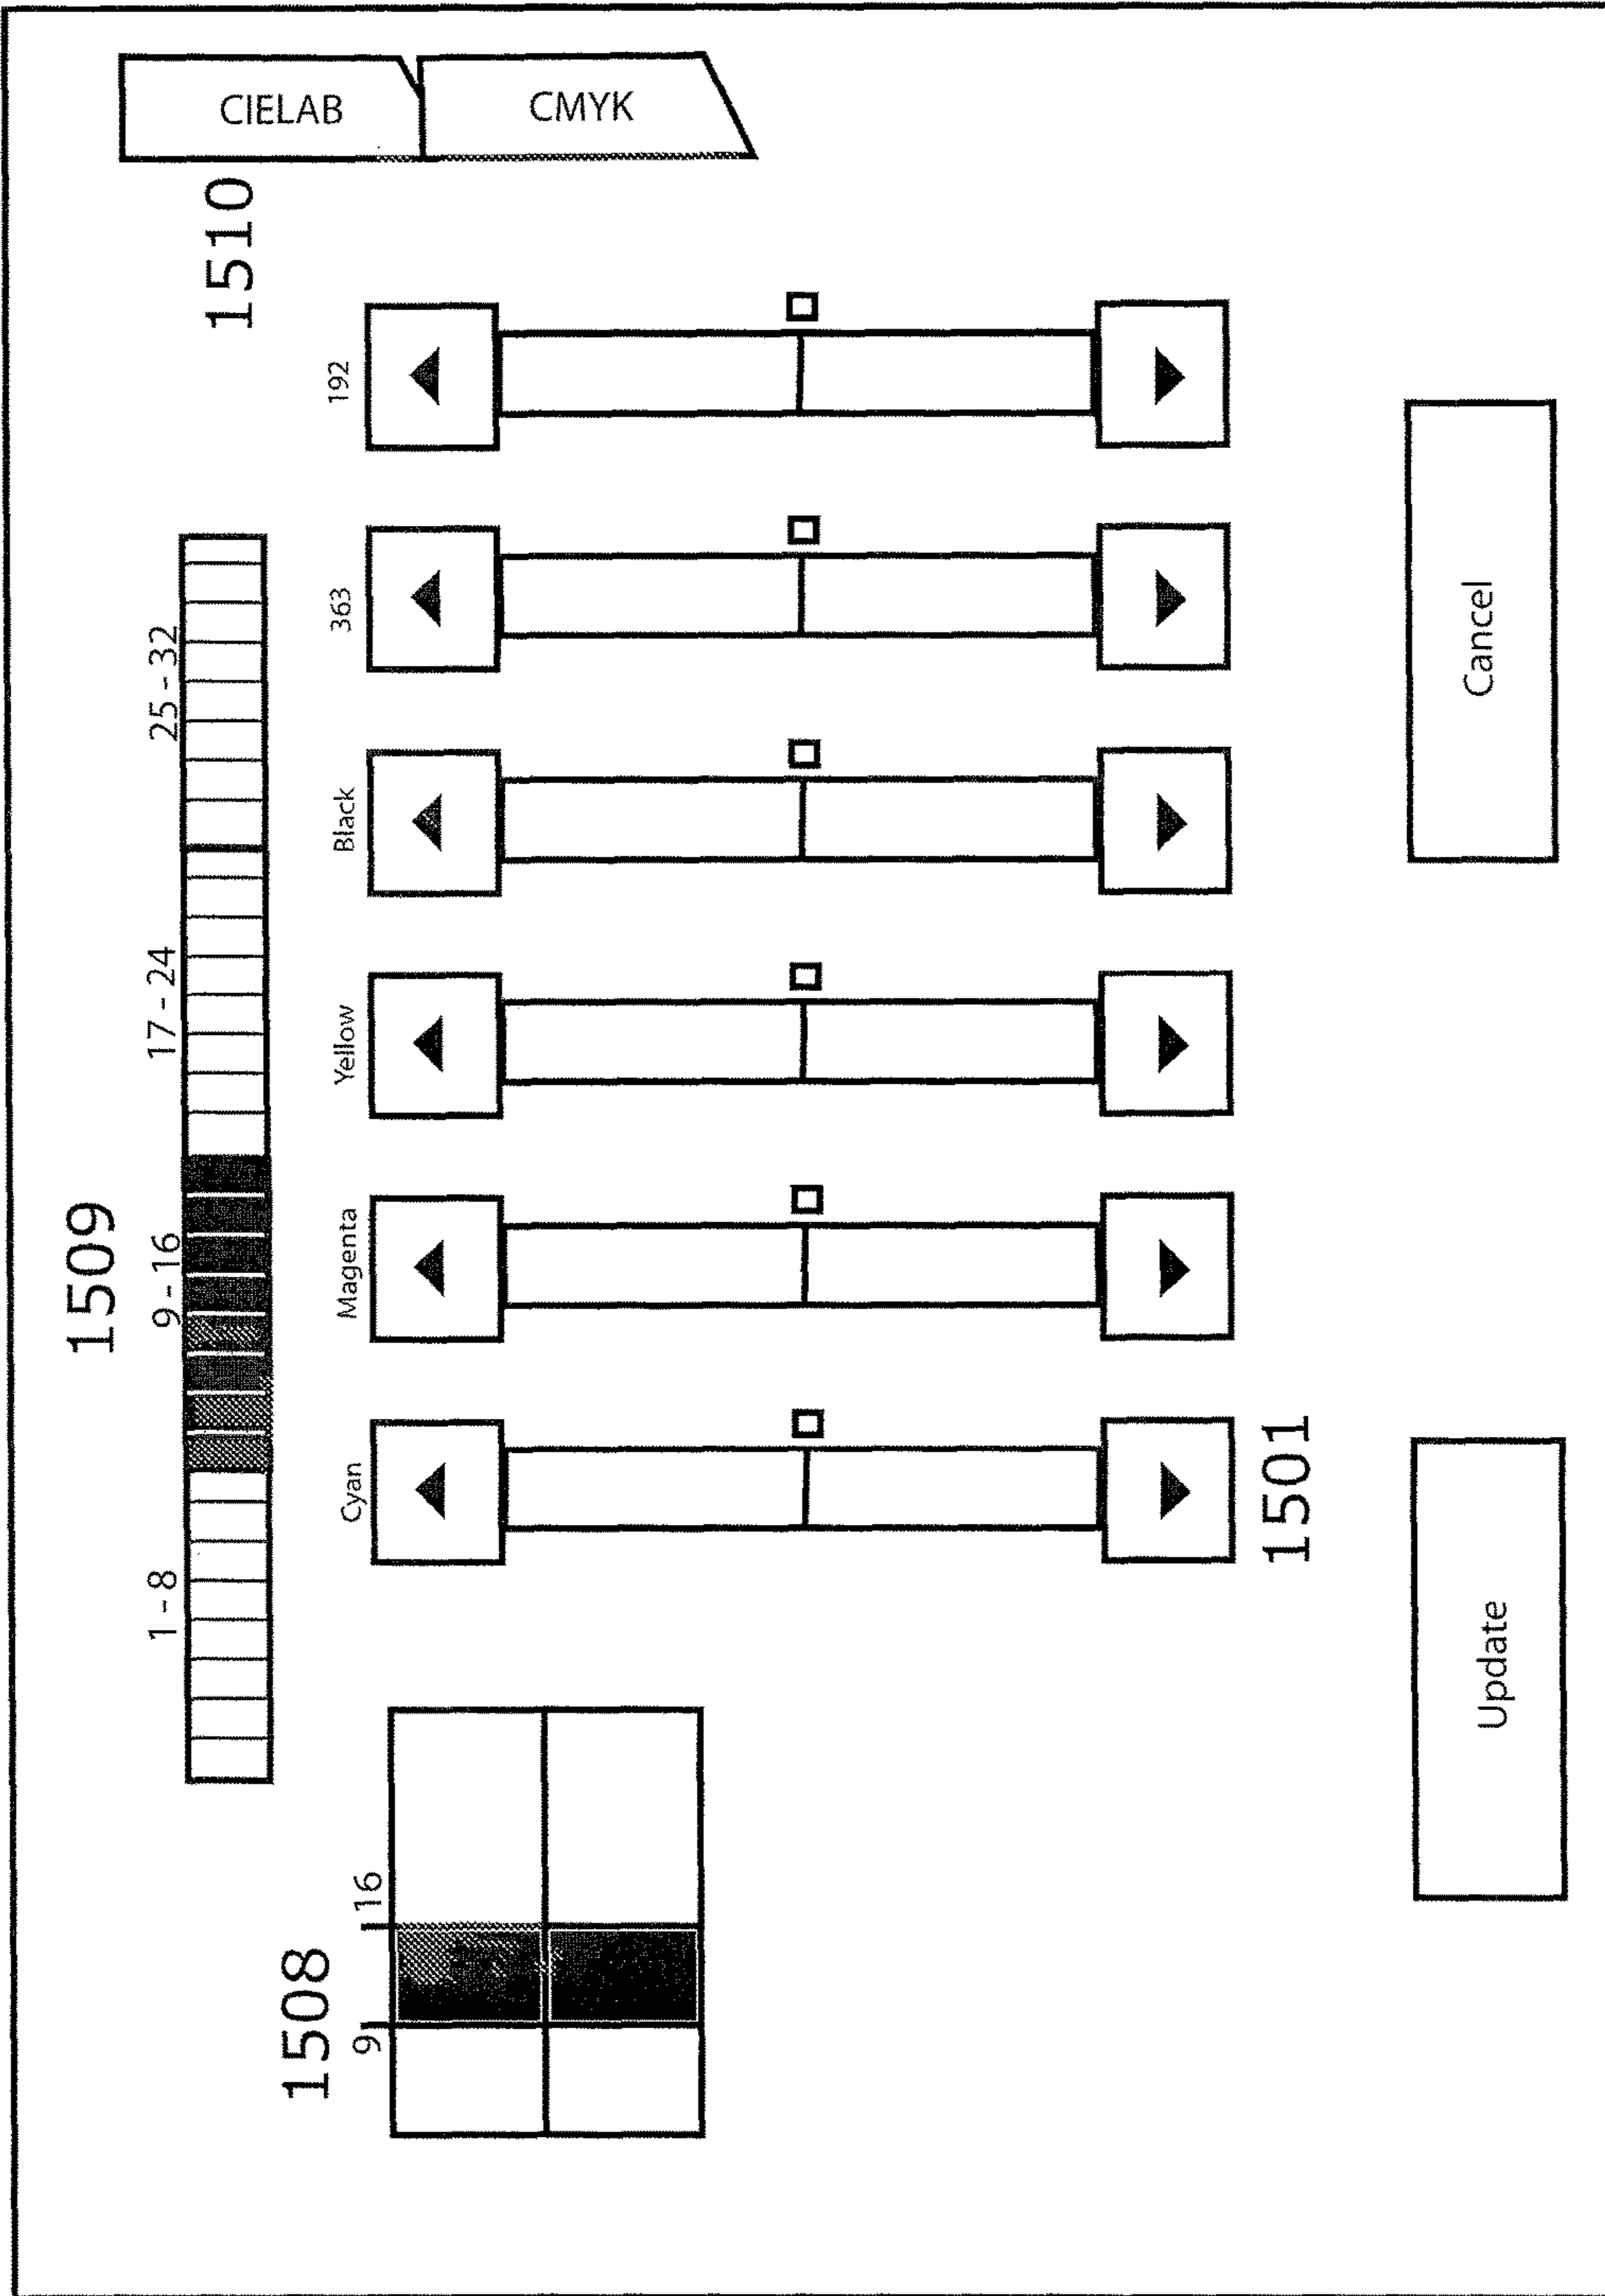 1509
1-8 9-16 17-24 25-32
1510
CIELAB
CMYK
1508
9 16
Cyan Magenta Yellow Black 363 192
1501
Update Cancel